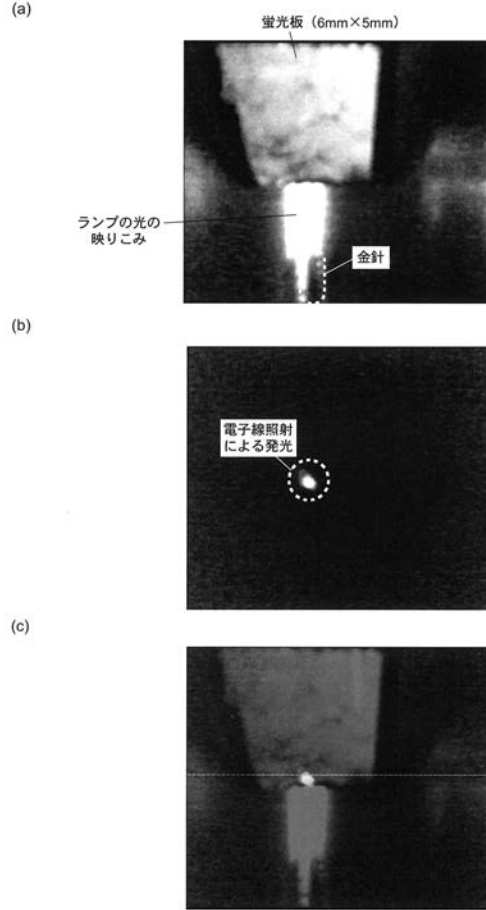 (a)
蛍光板（6mm×5mm）
ランプの光の
映りこみ
金針
(b)
電子線照射
による発光
(c)